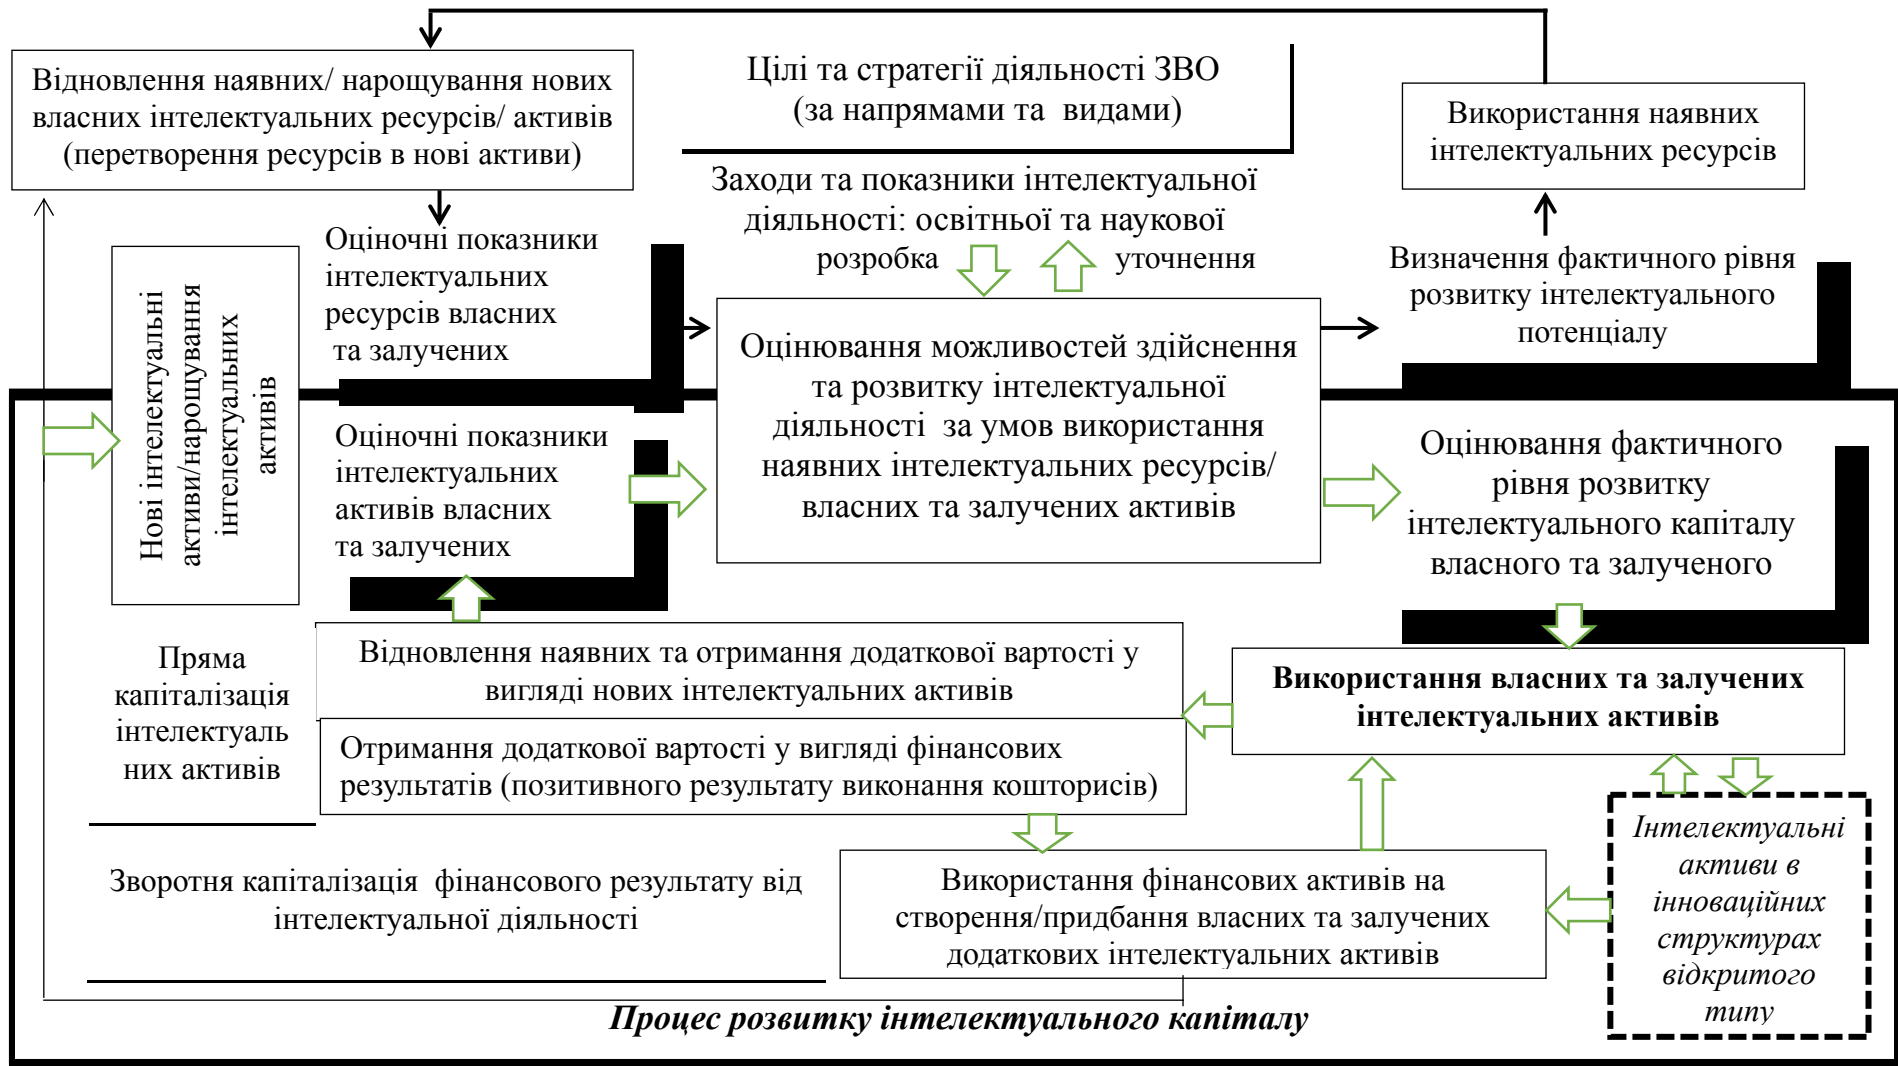 Відновлення наявних/ нарощування нових
власних інтелектуальних ресурсів/ активів
(перетворення ресурсів в нові активи)
Цілі та стратегії діяльності ЗВО
(за напрямами та видами)
Використання наявних
інтелектуальних ресурсів
Заходи та показники інтелектуальної
діяльності: освітньої та наукової
розробка
уточнення
Оціночні показники
інтелектуальних
ресурсів власних
та залучених
Визначення фактичного рівня
розвитку інтелектуального
потенціалу
Нові інтелектуальні
активи/нарощування
інтелектуальних
активів
Оцінювання можливостей здійснення
та розвитку інтелектуальної
діяльності за умов використання
наявних інтелектуальних ресурсів/
власних та залучених активів
Оціночні показники
інтелектуальних
активів власних
та залучених
Оцінювання фактичного
рівня розвитку
інтелектуального капіталу
власного та залученого
Пряма
капіталізація
інтелектуаль
них активів
Відновлення наявних та отримання додаткової вартості у
вигляді нових інтелектуальних активів
Використання власних та залучених
інтелектуальних активів
Отримання додаткової вартості у вигляді фінансових
результатів (позитивного результату виконання кошторисів)
Зворотня капіталізація фінансового результату від
інтелектуальної діяльності
Використання фінансових активів на
створення/придбання власних та залучених
додаткових інтелектуальних активів
Інтелектуальні
активи в
інноваційних
структурах
відкритого
типу
Процес розвитку інтелектуального капіталу